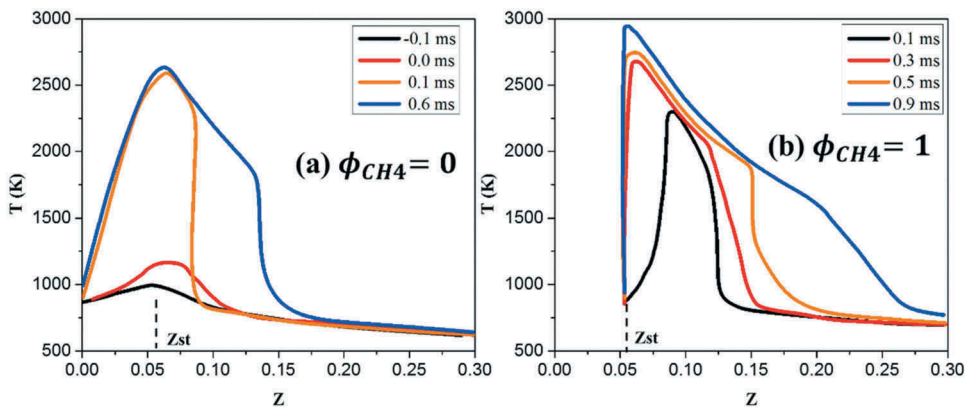 3000
2500
2000
1500
1000
500
T (K)
0.00 0.05 0.10 0.15 0.20 0.25 0.30
Z
-0.1 ms
0.0 ms
0.1 ms
0.6 ms
(a) ϕCH4= 0
Zst
3000
2500
2000
1500
1000
500
T (K)
0.00 0.05 0.10 0.15 0.20 0.25 0.30
Z
0.1 ms
0.3 ms
0.5 ms
0.9 ms
(b) ϕCH4= 1
Zst